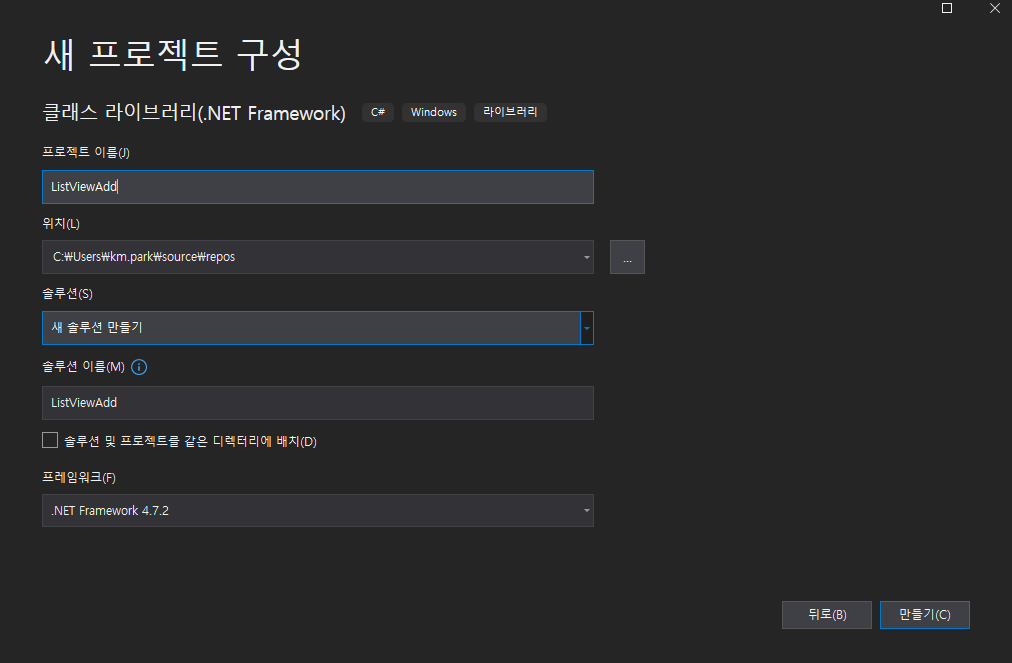 새 프로젝트 구성
클래스 라이브러리(.NET Framework) C# Windows 라이브러리
프로젝트 이름(J)
ListViewAdd
위치(L)
C:₩Users₩km.park₩source₩repos
...
솔루션(S)
새 솔루션 만들기
솔루션 이름(M)
ListViewAdd
솔루션 및 프로젝트를 같은 디렉터리에 배치(D)
프레임워크(F)
.NET Framework 4.7.2
뒤로(B) 만들기(C)